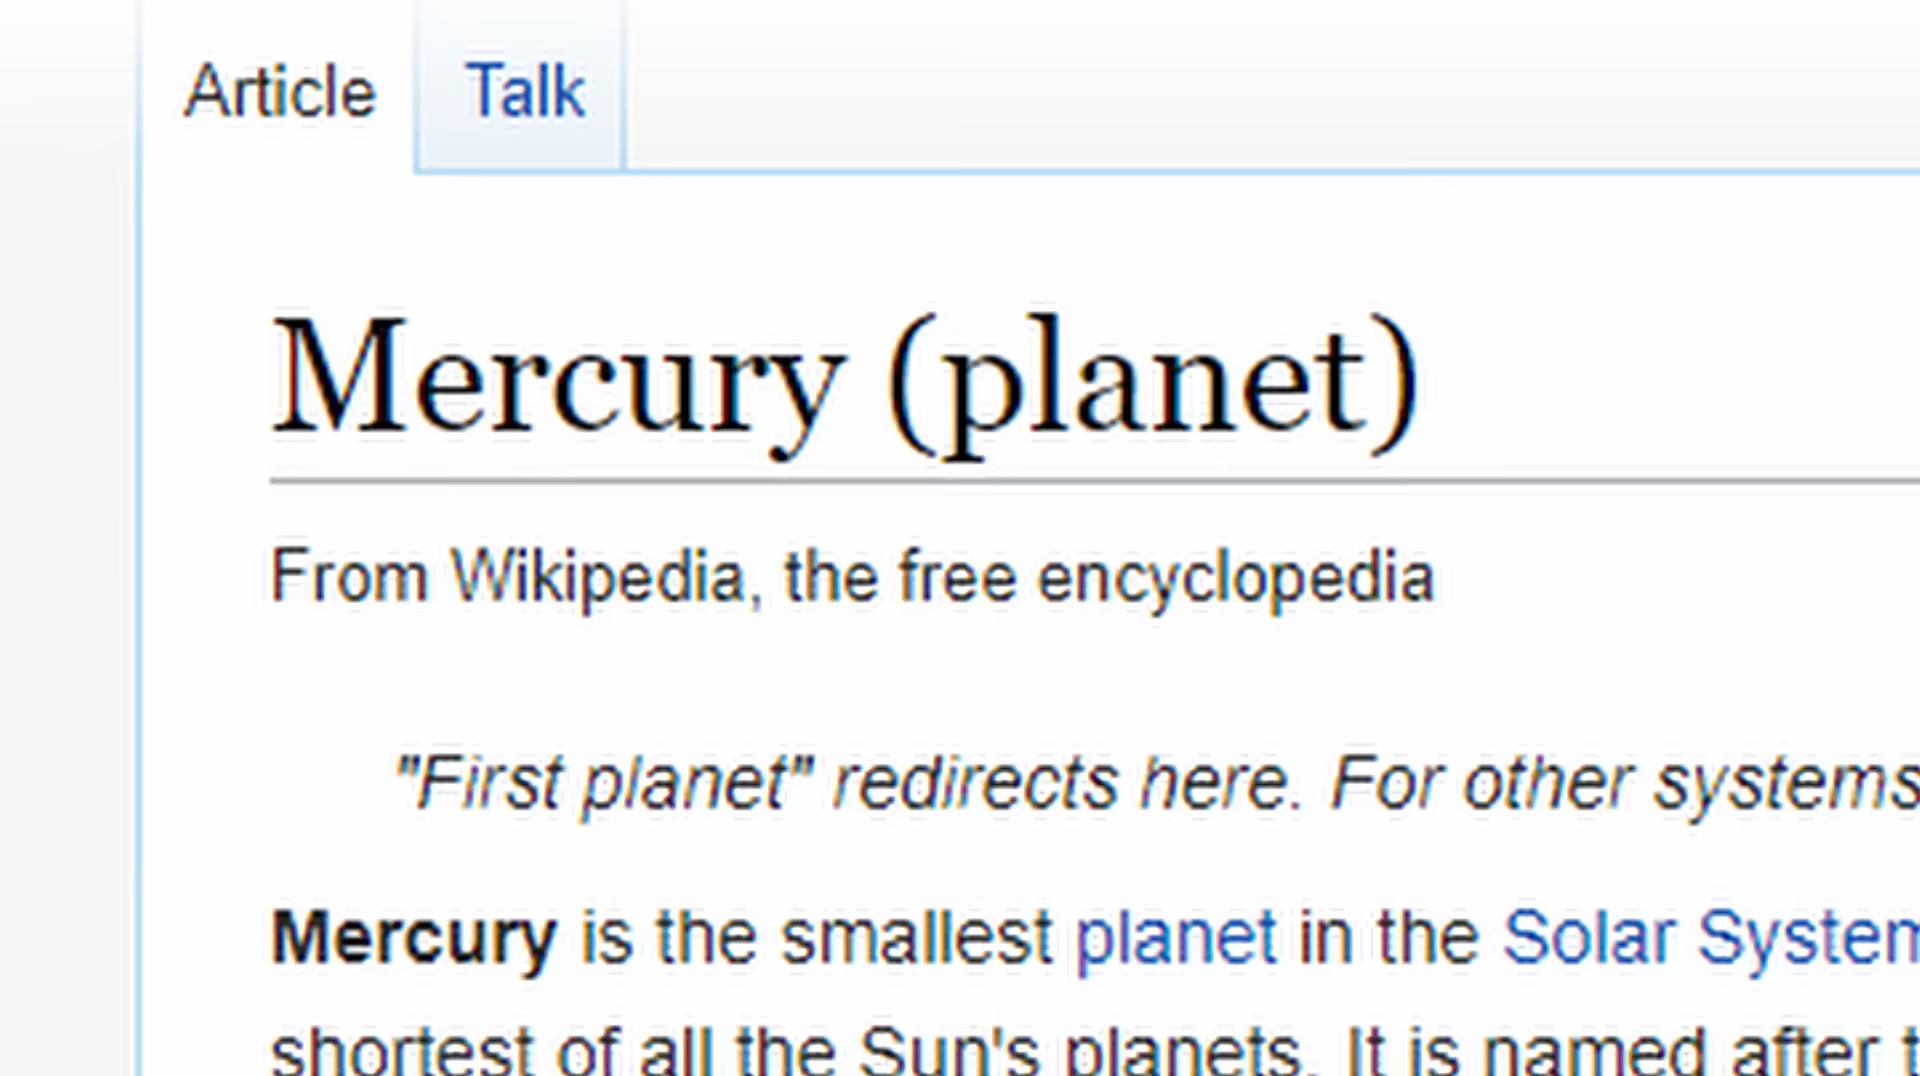 Article Talk
Mercury (planet)
From Wikipedia, the free encyclopedia
"First planet" redirects here. For other systems
Mercury is the smallest planet in the Solar System
shortest of all the Sun's planets. It is named after